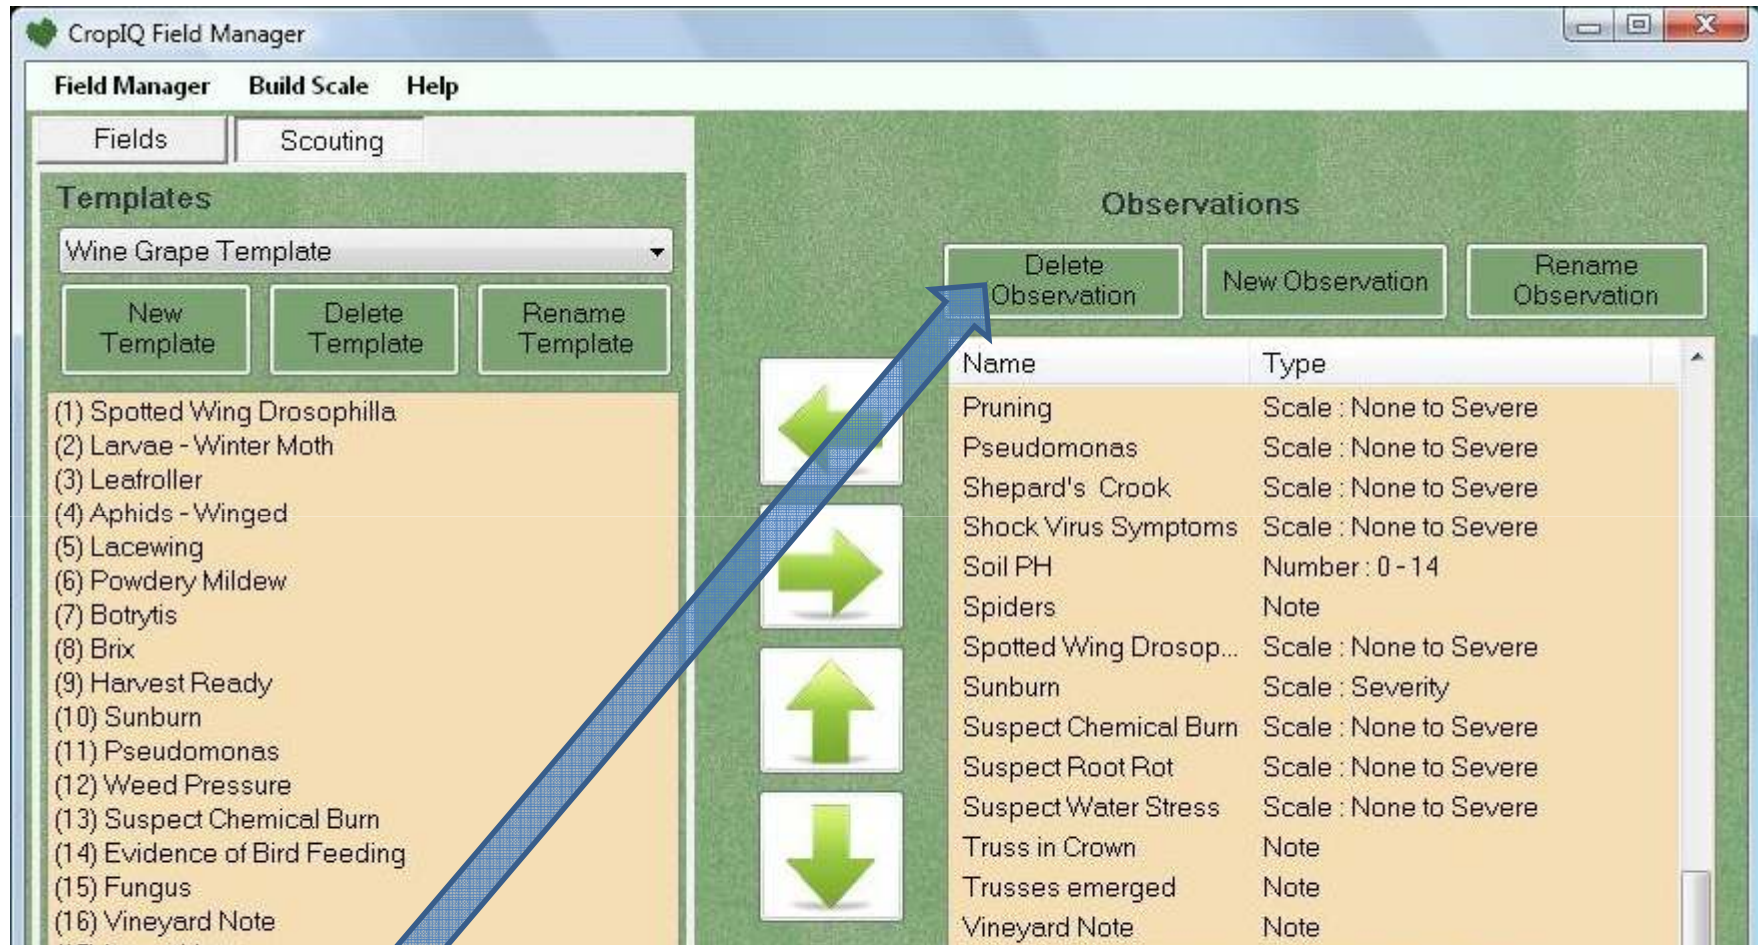 CropIQ Field Manager
Field Manager Build Scale Help
Fields Scouting
Templates
Wine Grape Template
New
Template
Delete
Template
Rename
Template
(1) Spotted Wing Drosophilla
(2) Larvae - Winter Moth
(3) Leafroller
(4) Aphids - Winged
(5) Lacewing
(6) Powdery Mildew
(7) Botrytis
(8) Brix
(9) Harvest Ready
(10) Sunburn
(11) Pseudomonas
(12) Weed Pressure
(13) Suspect Chemical Burn
(14) Evidence of Bird Feeding
(15) Fungus
(16) Vineyard Note
Observations
Delete
Observation
New Observation
Rename
Observation
Name Type
Pruning Scale : None to Severe
Pseudomonas Scale : None to Severe
Shepard's Crook Scale : None to Severe
Shock Virus Symptoms Scale : None to Severe
Soil PH Number : 0 - 14
Spiders Note
Spotted Wing Drosop... Scale : None to Severe
Sunburn Scale : Severity
Suspect Chemical Burn Scale : None to Severe
Suspect Root Rot Scale : None to Severe
Suspect Water Stress Scale : None to Severe
Truss in Crown Note
Trusses emerged Note
Vineyard Note Note